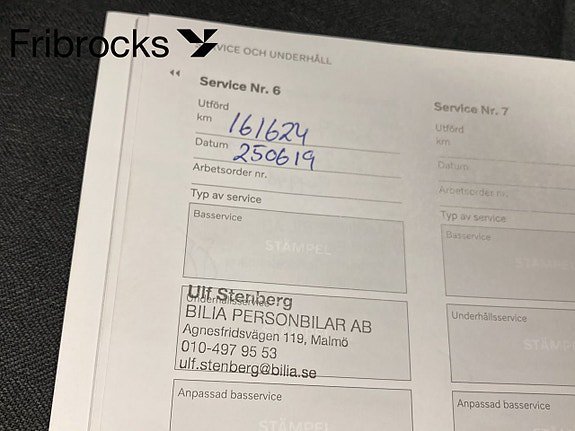 Fribrocks
VICE OCH UNDERHÅLL
Service Nr. 6
Utförd
km 161624
Datum 250619
Arbetsorder nr.
Typ av service
Basservice
STÄMPEL
Ulf Stenberg
Underhållsservice
BILIA PERSONBILAR AB
Agnesfridsvägen 119, Malmö
010-497 95 53
ulf.stenberg@bilia.se
Anpassad basservice
STÄMPEL
Service Nr. 7
Utförd
km
Datum
Arbetsorder nr.
Typ av service
Basservice
Underhållsservice
Anpassad basservice